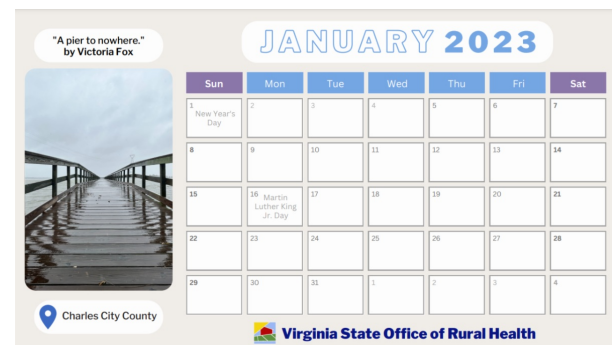 "A pier to nowhere."
by Victoria Fox
JANUARY 2023
Sun Mon Tue Wed Thu Fri Sat
1 2 3 4 5 6 7
New Year's
Day
8 9 10 11 12 13 14
15 16 17 18 19 20 21
Martin
Luther King
Jr. Day
22 23 24 25 26 27 28
29 30 31 1 2 3 4
Charles City County
Virginia State Office of Rural Health